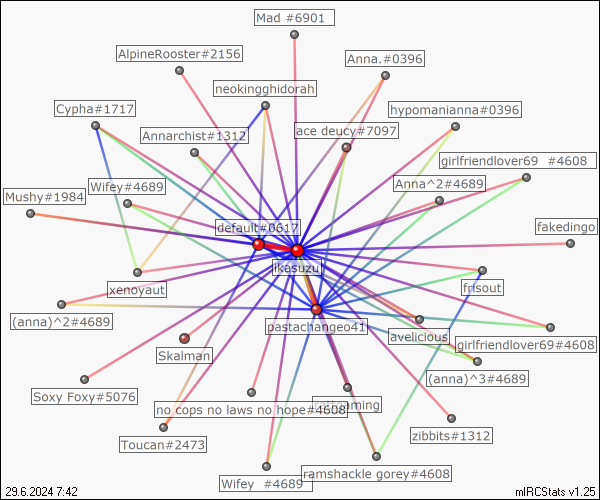 Mad #6901
AlpineRooster#2156
Anna.#0396
neokingghidorah
Cypha#1717
hypomanianna#0396
Annarchist#1312
ace deucy#7097
girlfriendlover69 #4608
Mushy#1984
Wifey#4689
Anna^2#4689
default#0617
fakedingo
ikasuzu
xenoyaut
frisout
(anna)^2#4689
pastachangeo41
avelicious
girlfriendlover69#4608
Skalman
(anna)^3#4689
Soxy Foxy#5076
no cops no laws no hope#4608
Toucan#2473
zibbits#1312
Wifey #4689
ramshackle gorey#4608
29.6.2024 7:42
mIRCStats v1.25